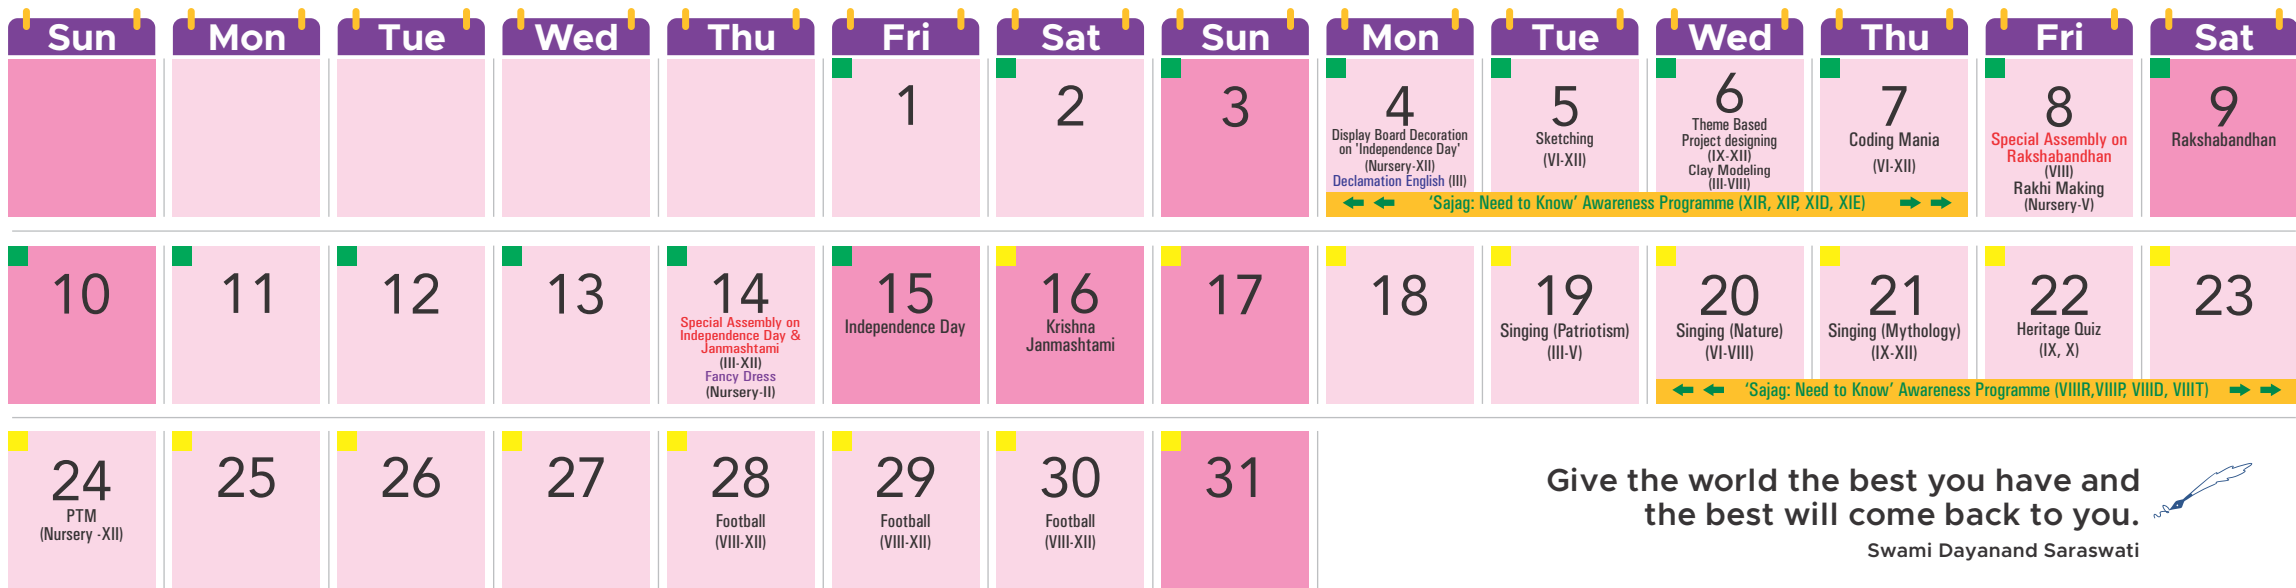 Sun Mon Tue Wed Thu Fri Sat Sun Mon Tue Wed Thu Fri Sat
1
2
3
4
Display Board Decoration
on 'Independence Day'
(Nursery-XII)
Declamation English (III)
5
Sketching
(VI-XII)
6
Theme Based
Project designing
(IX-XII)
Clay Modeling
(III-VIII)
7
Coding Mania
(VI-XII)
8
Special Assembly on
Rakshabandhan
(VIII)
Rakhi Making
(Nursery-V)
9
Rakshabandhan
'Sajag: Need to Know' Awareness Programme (XIR, XIP, XID, XIE)
10
11
12
13
14
Special Assembly on
Independence Day &
Janmashtami
(III-XII)
Fancy Dress
(Nursery-II)
15
Independence Day
16
Krishna
Janmashtami
17
18
19
Singing (Patriotism)
(III-V)
20
Singing (Nature)
(VI-VIII)
21
Singing (Mythology)
(IX-XII)
22
Heritage Quiz
(IX, X)
23
'Sajag: Need to Know' Awareness Programme (VIIIR,VIIIP, VIIID, VIIIT)
24
PTM
(Nursery -XII)
25
26
27
28
Football
(VIII-XII)
29
Football
(VIII-XII)
30
Football
(VIII-XII)
31
Give the world the best you have and
the best will come back to you.
Swami Dayanand Saraswati